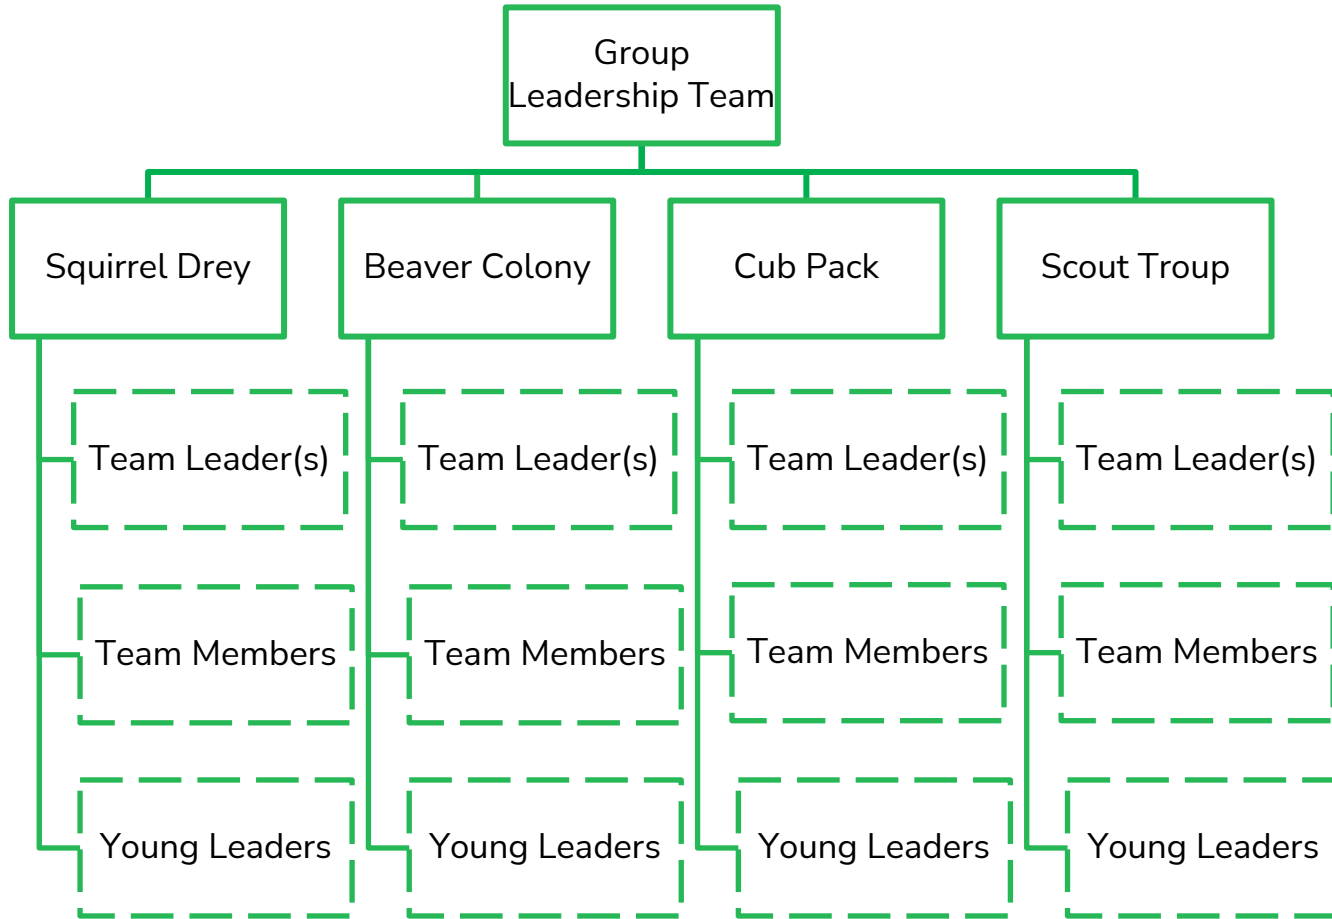 Group
Leadership Team
Squirrel Drey
Beaver Colony
Cub Pack
Scout Troup
Team Leader(s)
Team Leader(s)
Team Leader(s)
Team Leader(s)
Team Members
Team Members
Team Members
Team Members
Young Leaders
Young Leaders
Young Leaders
Young Leaders